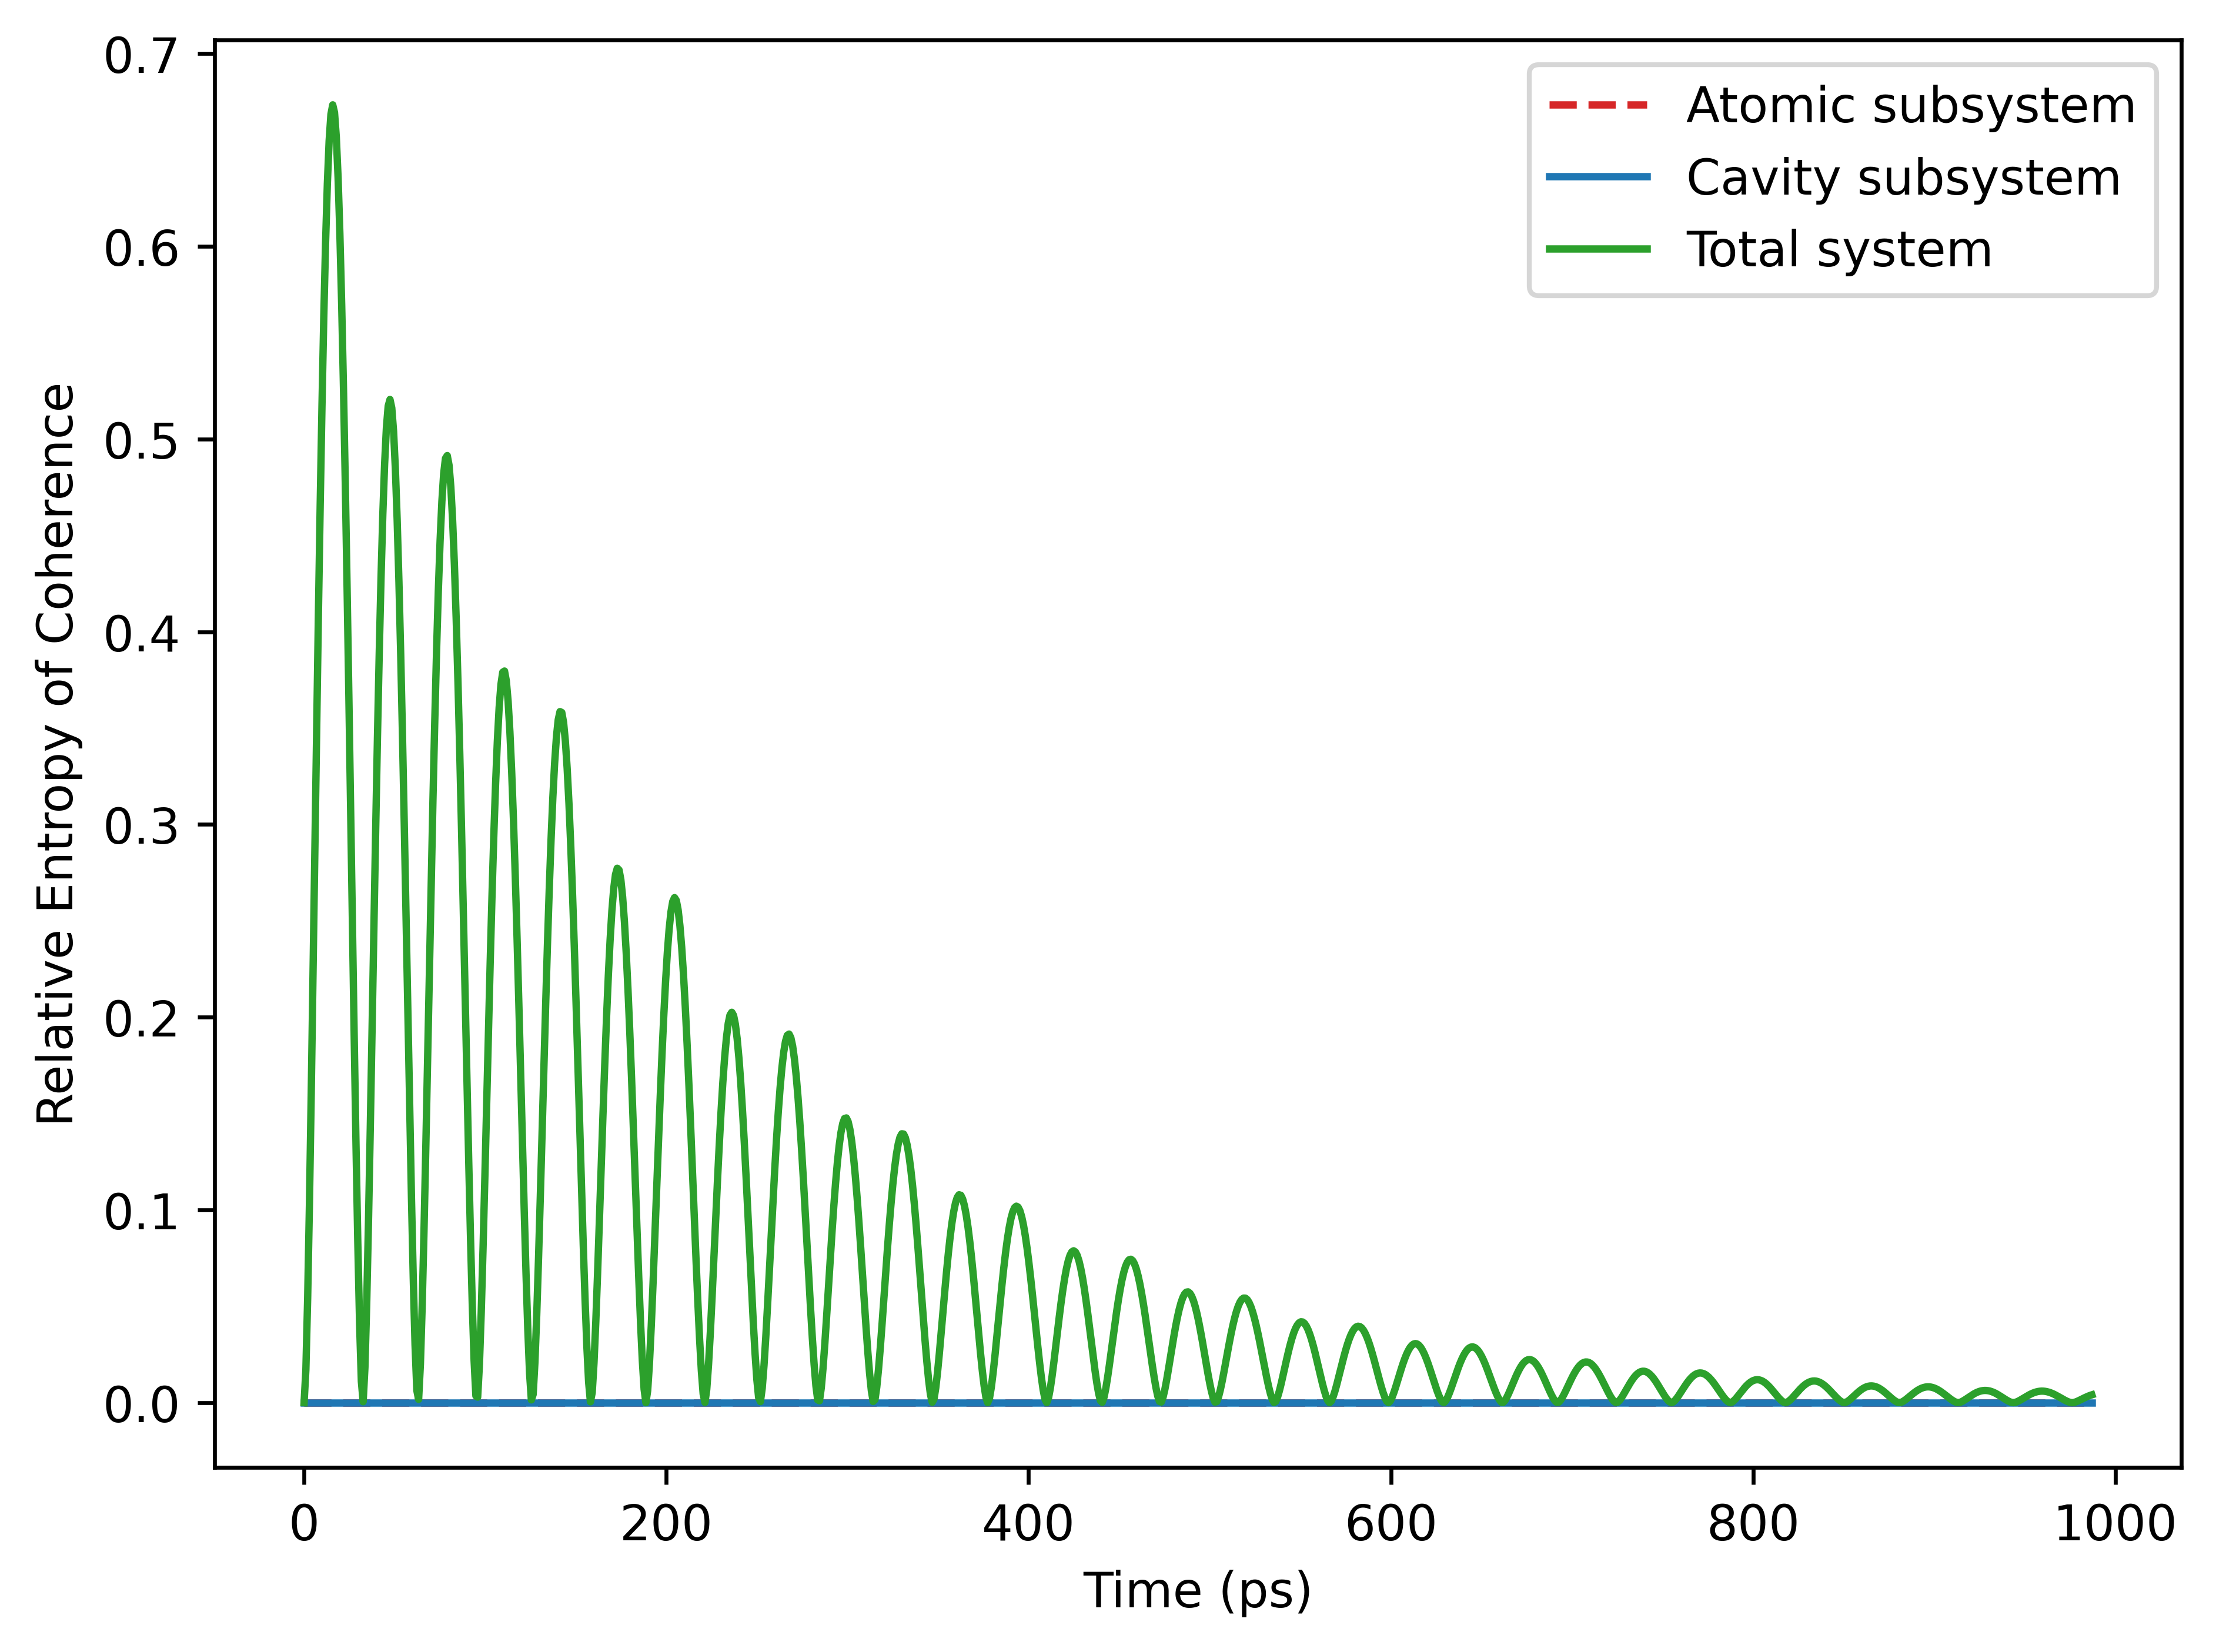 0.7
0.6
0.5
0.4
0.3
0.2
0.1
0.0
Relative Entropy of Coherence
Atomic subsystem
Cavity subsystem
Total system
0 200 400 600 800 1000
Time (ps)